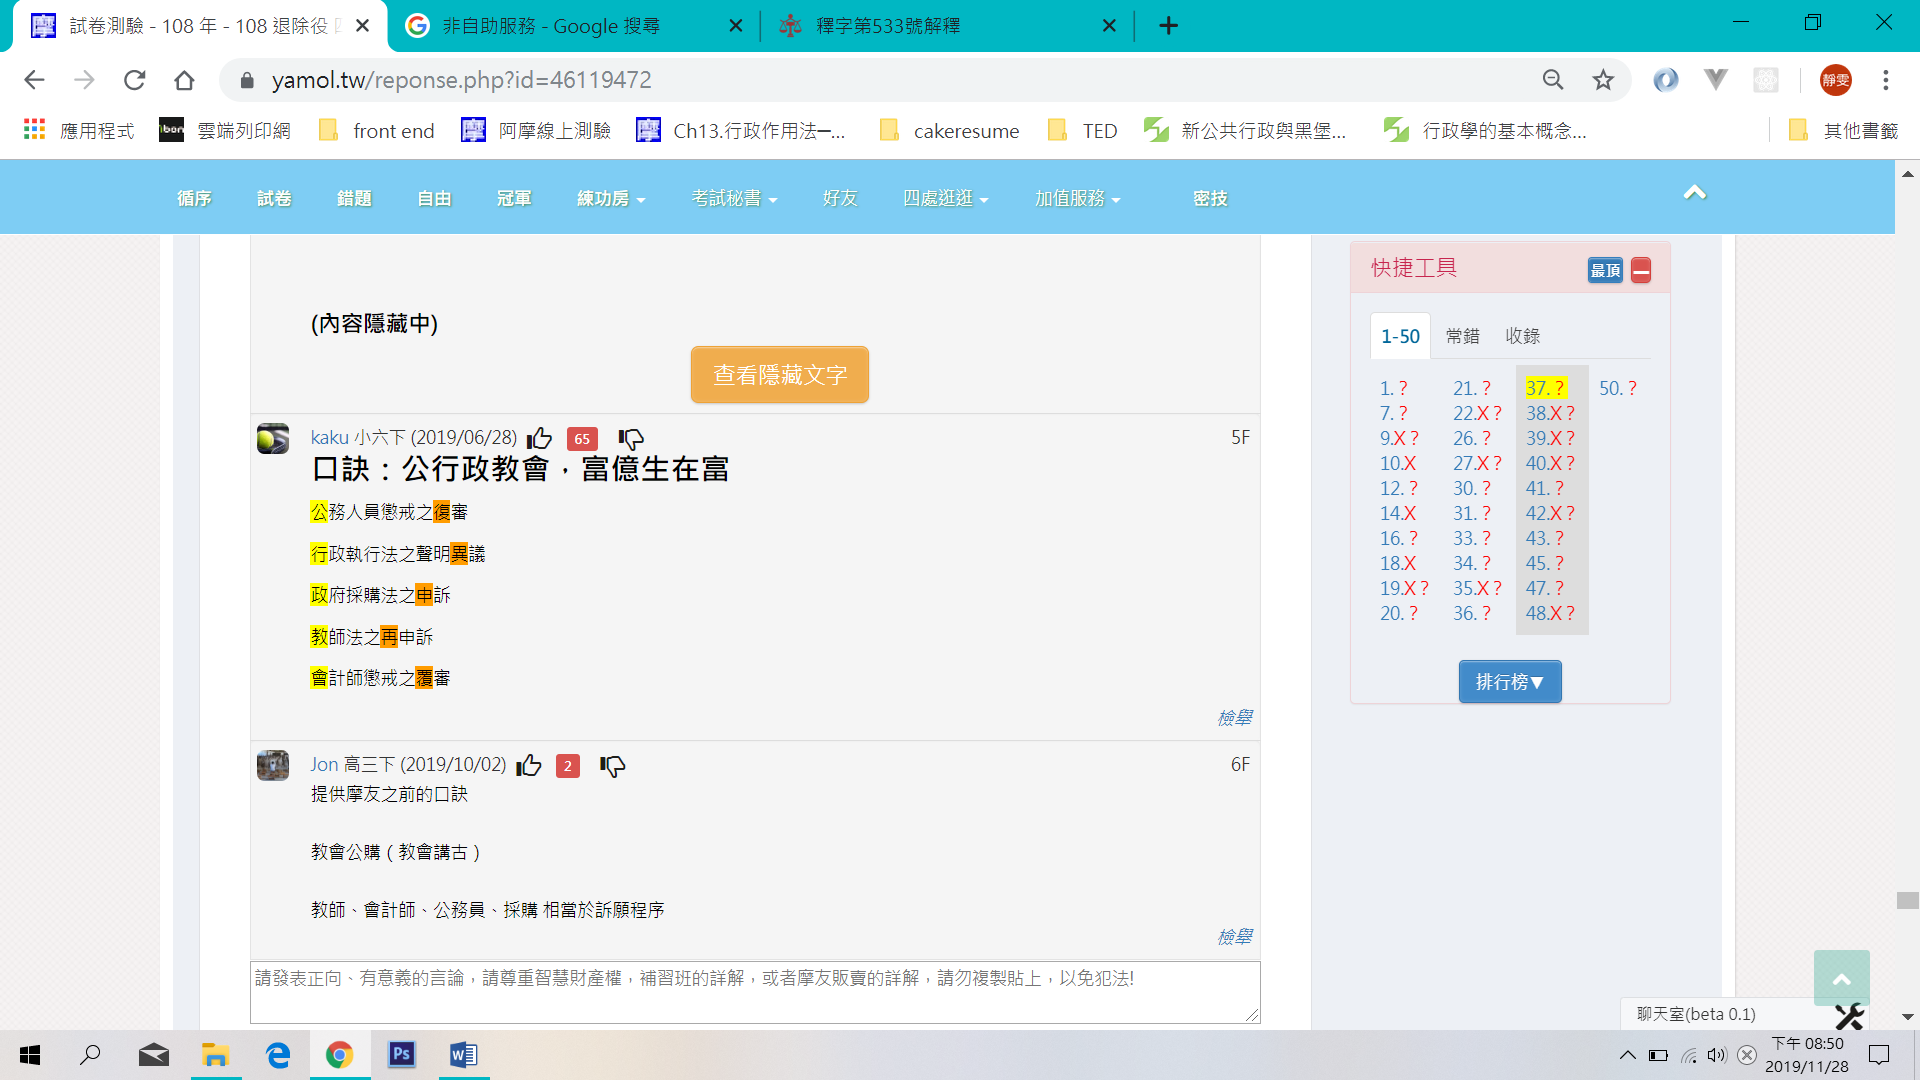 試卷測驗 - 108 年 - 108 退除役
非自助服務 - Google 搜尋
釋字第533號解釋
yamol.tw/reponse.php?id=46119472
靜雯
應用程式
ibon
雲端列印網
front end
摩
阿摩線上測驗
摩
Ch13.行政作用法─...
cakeresume
TED
新公共行政與黑堡...
行政學的基本概念...
其他書籤
循序
試卷
錯題
自由
冠軍
練功房
考試秘書
好友
四處逛逛
加值服務
密技
(內容隱藏中)
查看隱藏文字
kaku 小六下 (2019/06/28)
65
5F
口訣：公行政教會，富億生在富
公務人員懲戒之復審
行政執行法之聲明異議
政府採購法之申訴
教師法之再申訴
會計師懲戒之覆審
檢舉
Jon 高三下 (2019/10/02)
2
6F
提供摩友之前的口訣
教會公購 ( 教會講古 )
教師、會計師、公務員、採購 相當於訴願程序
檢舉
請發表正向、有意義的言論，請尊重智慧財產權，補習班的詳解，或者摩友販賣的詳解，請勿複製貼上，以免犯法!
快捷工具
最頂
1-50
常錯
收錄
1. ? 21. ? 37. ? 50. ?
7. ? 22.X ? 38.X ?
9.X ? 26. ? 39.X ?
10.X 27.X ? 40.X ?
12. ? 30. ? 41. ?
14.X 31. ? 42.X ?
16. ? 33. ? 43. ?
18.X 34. ? 45. ?
19.X ? 35.X ? 47. ?
20. ? 36. ? 48.X ?
排行榜▼
聊天室(beta 0.1)
Ps
下午 08:50
2019/11/28